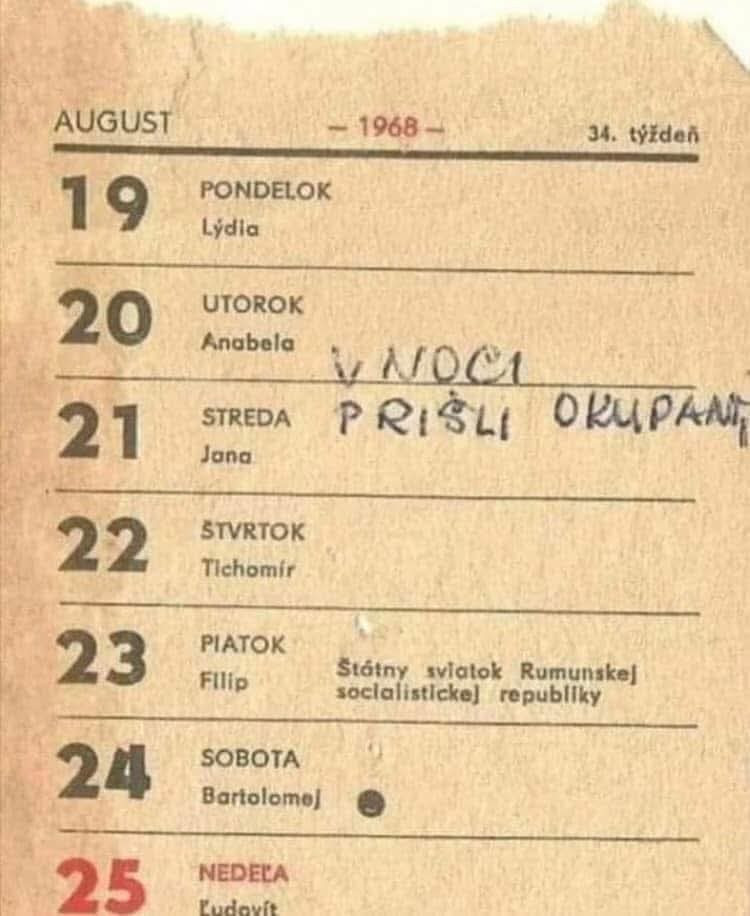 AUGUST – 1968 – 34. týždeň
19 PONDELOK
Lýdia
20 UTOROK
Anabela
V NOCI
21 STREDA PRIŠLI OKUPANTI
Jana
22 ŠTVRTOK
Tichomír
23 PIATOK
Filip Štátny sviatok Rumunskej
socialistickej republiky
24 SOBOTA
Bartolomej
25 NEDEĽA
Ľudovít